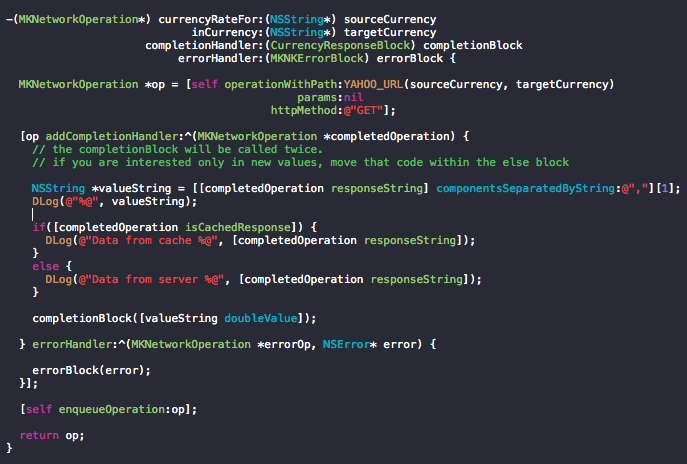 -(MKNetworkOperation*) currencyRateFor:(NSString*) sourceCurrency
inCurrency:(NSString*) targetCurrency
completionHandler:(CurrencyResponseBlock) completionBlock
errorHandler:(MKNKErrorBlock) errorBlock {
MKNetworkOperation *op = [self operationWithPath:YAHOO_URL(sourceCurrency, targetCurrency)
params:nil
httpMethod:@"GET"];
[op addCompletionHandler:^(MKNetworkOperation *completedOperation) {
// the completionBlock will be called twice.
// if you are interested only in new values, move that code within the else block
NSString *valueString = [[completedOperation responseString] componentsSeparatedByString:@","][1];
DLog(@"%@", valueString);
if([completedOperation isCachedResponse]) {
DLog(@"Data from cache %@", [completedOperation responseString]);
}
else {
DLog(@"Data from server %@", [completedOperation responseString]);
}
completionBlock([valueString doubleValue]);
} errorHandler:^(MKNetworkOperation *errorOp, NSError* error) {
errorBlock(error);
}];
[self enqueueOperation:op];
return op;
}